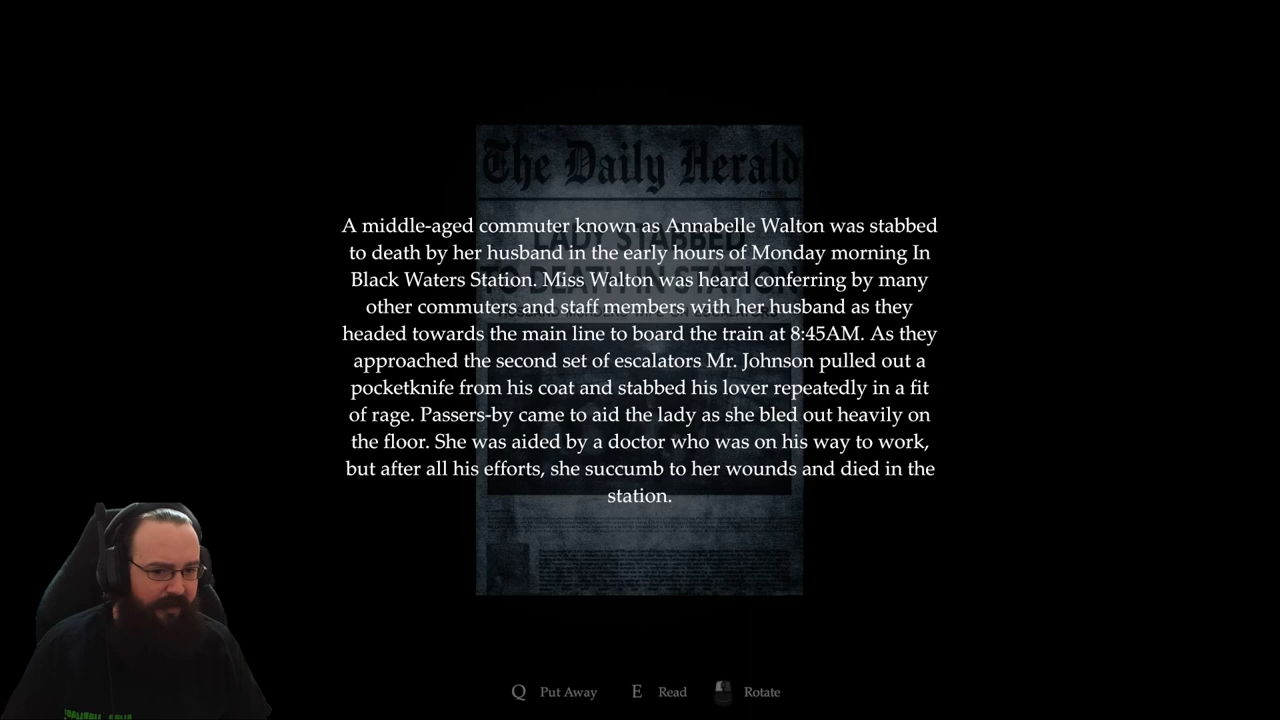 The Daily Herald
LADY STABBED
TO DEATH IN STATION
A middle-aged commuter known as Annabelle Walton was stabbed
to death by her husband in the early hours of Monday morning In
Black Waters Station. Miss Walton was heard conferring by many
other commuters and staff members with her husband as they
headed towards the main line to board the train at 8:45AM. As they
approached the second set of escalators Mr. Johnson pulled out a
pocketknife from his coat and stabbed his lover repeatedly in a fit
of rage. Passers-by came to aid the lady as she bled out heavily on
the floor. She was aided by a doctor who was on his way to work,
but after all his efforts, she succumb to her wounds and died in the
station.
Q Put Away E Read Rotate